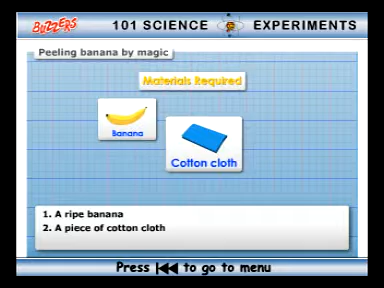 BUZZERS
101 SCIENCE EXPERIMENTS
Peeling banana by magic
Materials Required
Banana
Cotton cloth
1. A ripe banana
2. A piece of cotton cloth
Press |◀◀ to go to menu